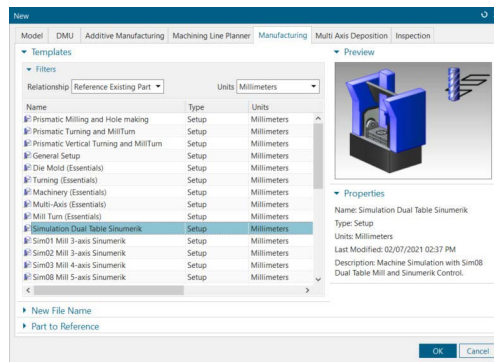 New
Model DMU Additive Manufacturing Machining Line Planner Manufacturing Multi Axis Deposition Inspection
Templates
Filters
Relationship Reference Existing Part Units Millimeters
Name Type Units
Prismatic Milling and Hole making Setup Millimeters
Prismatic Turning and MillTurn Setup Millimeters
Prismatic Vertical Turning and MillTurn Setup Millimeters
General Setup Setup Millimeters
Die Mold (Essentials) Setup Millimeters
Turning (Essentials) Setup Millimeters
Machinery (Essentials) Setup Millimeters
Multi-Axis (Essentials) Setup Millimeters
Mill Turn (Essentials) Setup Millimeters
Simulation Dual Table Sinumerik Setup Millimeters
Sim01 Mill 3-axis Sinumerik Setup Millimeters
Sim02 Mill 3-axis Sinumerik Setup Millimeters
Sim03 Mill 4-axis Sinumerik Setup Millimeters
Sim08 Mill 5-axis Sinumerik Setup Millimeters
New File Name
Part to Reference
Preview
Properties
Name: Simulation Dual Table Sinumerik
Type: Setup
Units: Millimeters
Last Modified: 02/07/2021 02:37 PM
Description: Machine Simulation with Sim08
Dual Table Mill and Sinumerik Control.
OK Cancel